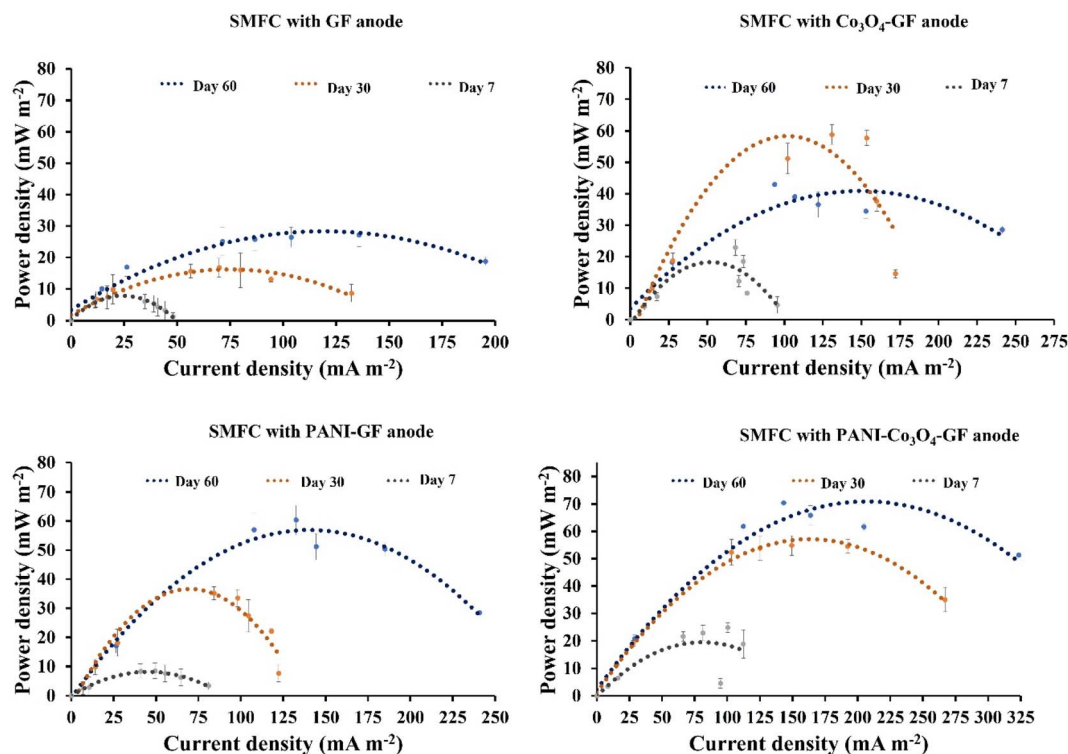 SMFC with GF anode
Power density (mW m⁻²)
80
70
60
50
40
30
20
10
0
Day 60 Day 30 Day 7
0 25 50 75 100 125 150 175 200
Current density (mA m⁻²)
SMFC with Co₃O₄-GF anode
Power density (mW m⁻²)
80
70
60
50
40
30
20
10
0
Day 60 Day 30 Day 7
0 25 50 75 100 125 150 175 200 225 250 275
Current density (mA m⁻²)
SMFC with PANI-GF anode
Power density (mW m⁻²)
80
70
60
50
40
30
20
10
0
Day 60 Day 30 Day 7
0 25 50 75 100 125 150 175 200 225 250
Current density (mA m⁻²)
SMFC with PANI-Co₃O₄-GF anode
Power density (mW m⁻²)
80
70
60
50
40
30
20
10
0
Day 60 Day 30 Day 7
0 25 50 75 100 125 150 175 200 225 250 275 300 325
Current density (mA m⁻²)